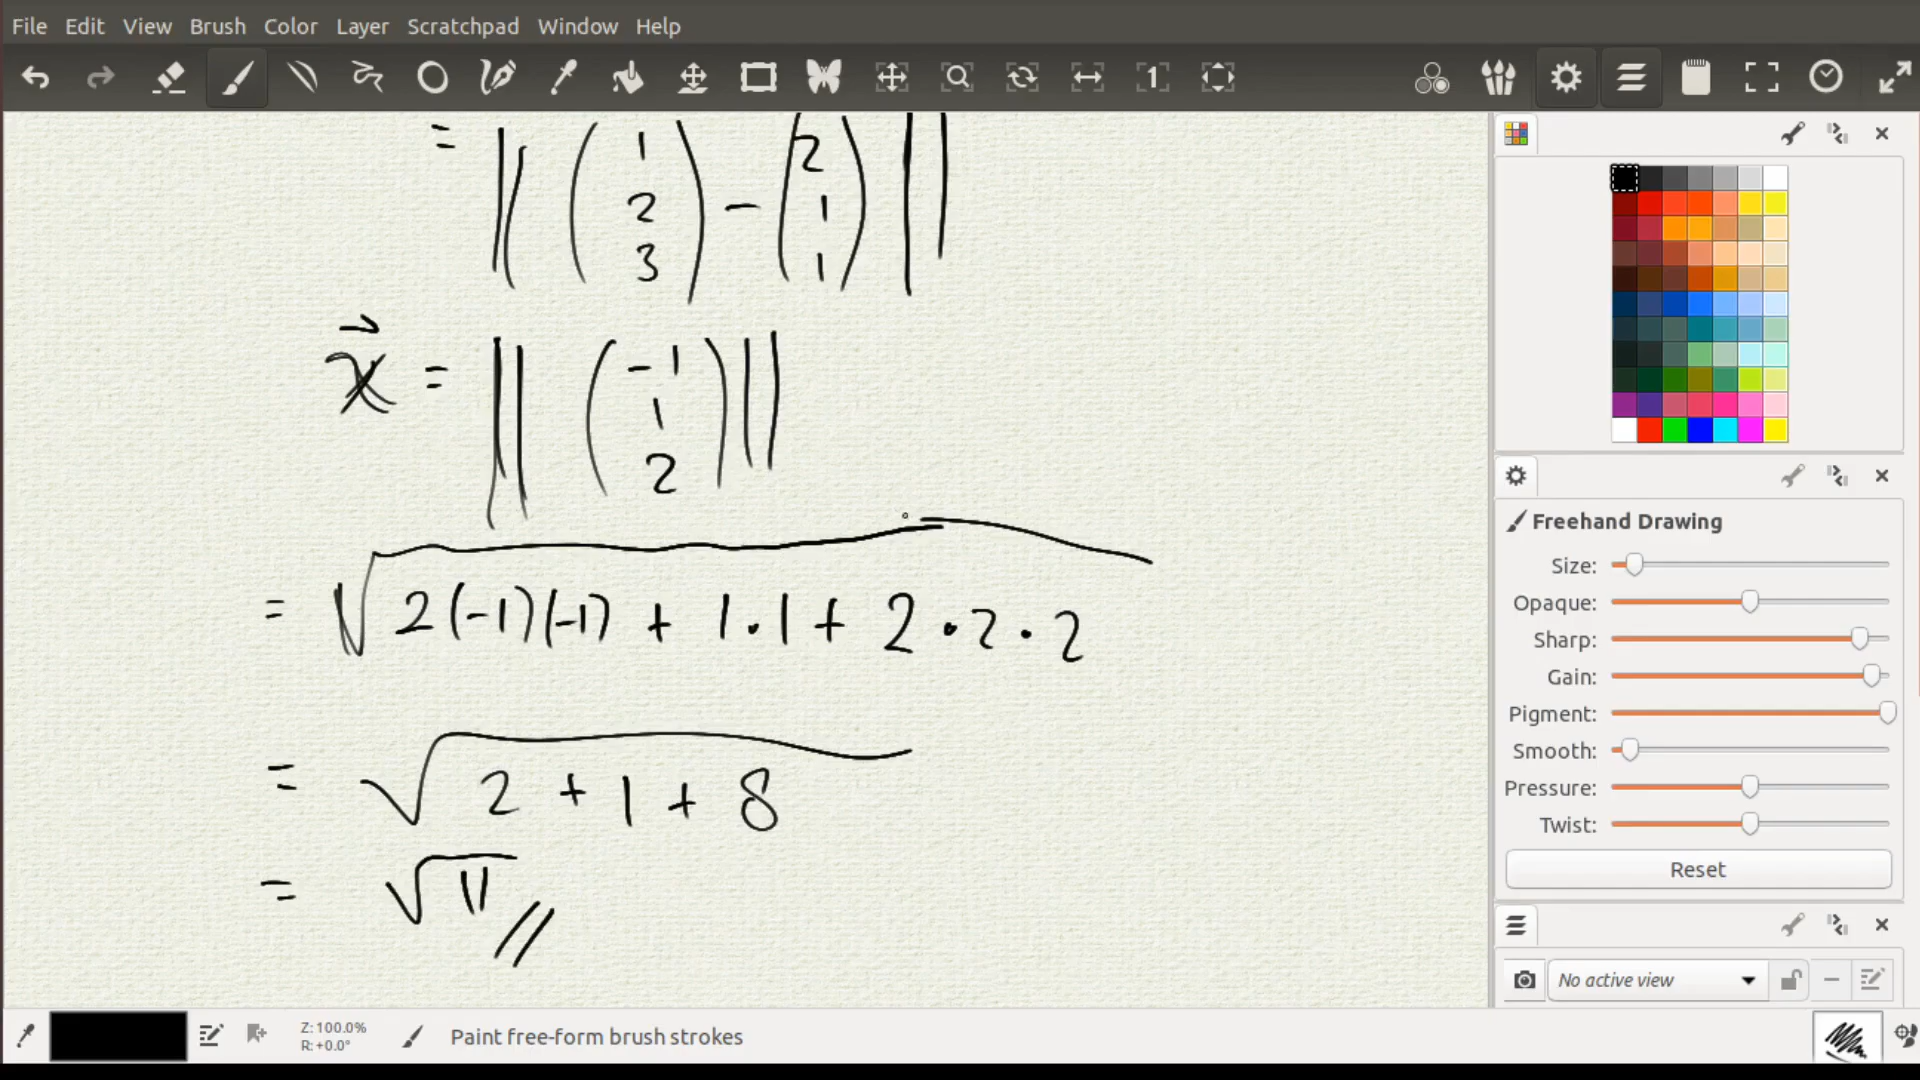 File Edit View Brush Color Layer Scratchpad Window Help
1
= || ( 1 2 3 ) - ( 2 1 1 ) ||
x⃗ = || ( -1 1 2 ) ||
= √ 2(-1)(-1) + 1·1 + 2·2·2
= √ 2 + 1 + 8
= √11 //
Freehand Drawing
Size:
Opaque:
Sharp:
Gain:
Pigment:
Smooth:
Pressure:
Twist:
Reset
No active view
Z: 100.0%
R: +0.0°
Paint free-form brush strokes